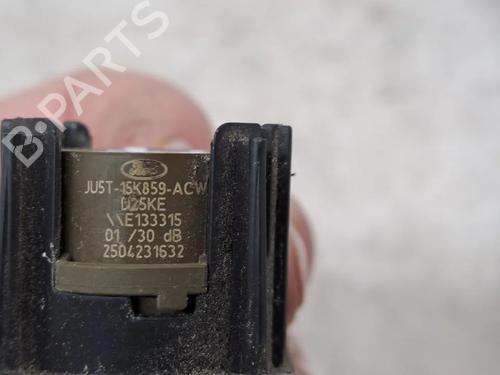 B-PARTS
Ford
JU5T-15K859-ACW
U25KE
E133315
01 /30 dB
2504231632